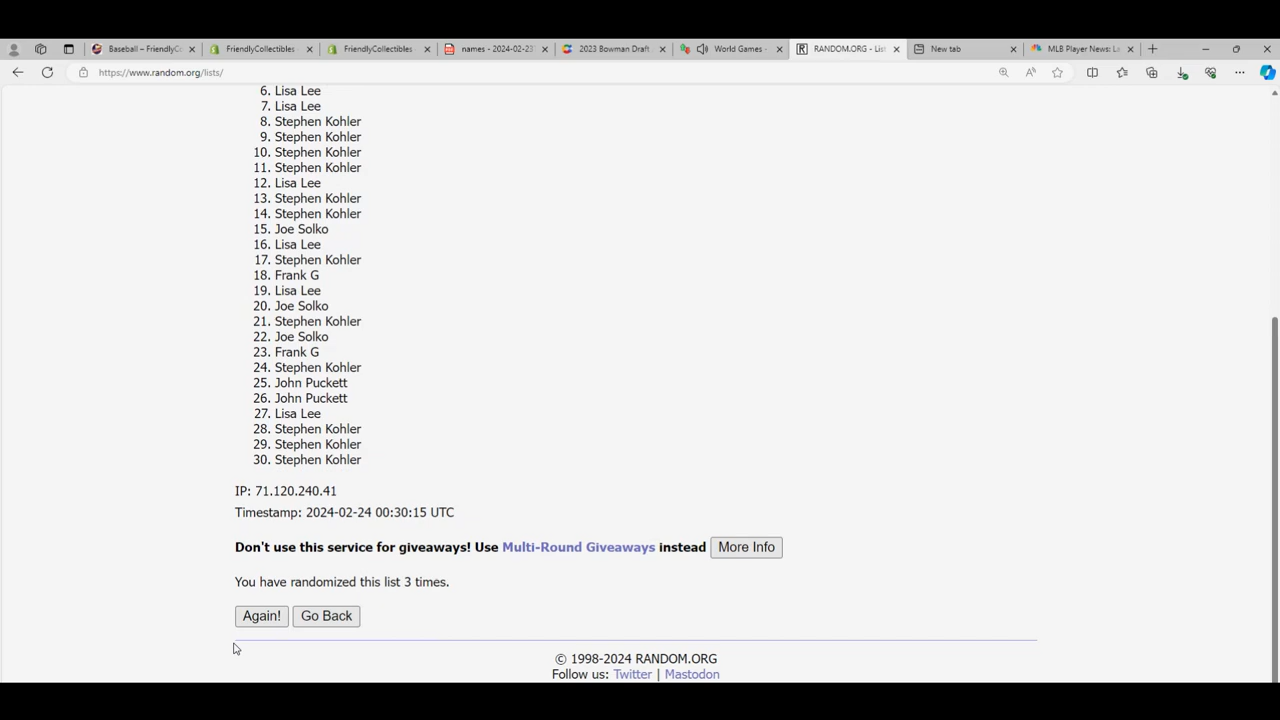 Baseball – FriendlyCo
FriendlyCollectibles
FriendlyCollectibles
names - 2024-02-23
2023 Bowman Draft
World Games -
RANDOM.ORG - Lis
New tab
MLB Player News: La
https://www.random.org/lists/
6. Lisa Lee
7. Lisa Lee
8. Stephen Kohler
9. Stephen Kohler
10. Stephen Kohler
11. Stephen Kohler
12. Lisa Lee
13. Stephen Kohler
14. Stephen Kohler
15. Joe Solko
16. Lisa Lee
17. Stephen Kohler
18. Frank G
19. Lisa Lee
20. Joe Solko
21. Stephen Kohler
22. Joe Solko
23. Frank G
24. Stephen Kohler
25. John Puckett
26. John Puckett
27. Lisa Lee
28. Stephen Kohler
29. Stephen Kohler
30. Stephen Kohler
IP: 71.120.240.41
Timestamp: 2024-02-24 00:30:15 UTC
Don't use this service for giveaways! Use Multi-Round Giveaways instead More Info
You have randomized this list 3 times.
Again! Go Back
© 1998-2024 RANDOM.ORG
Follow us: Twitter | Mastodon